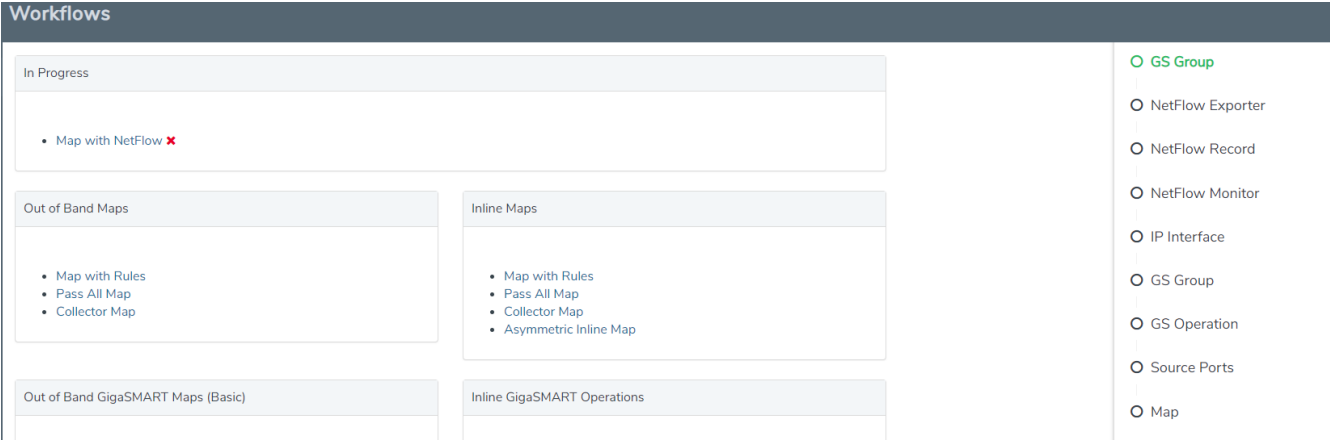 Workflows
In Progress
Map with NetFlow
Out of Band Maps
Map with Rules
Pass All Map
Collector Map
Inline Maps
Map with Rules
Pass All Map
Collector Map
Asymmetric Inline Map
Out of Band GigaSMART Maps (Basic)
Inline GigaSMART Operations
GS Group
NetFlow Exporter
NetFlow Record
NetFlow Monitor
IP Interface
GS Group
GS Operation
Source Ports
Map